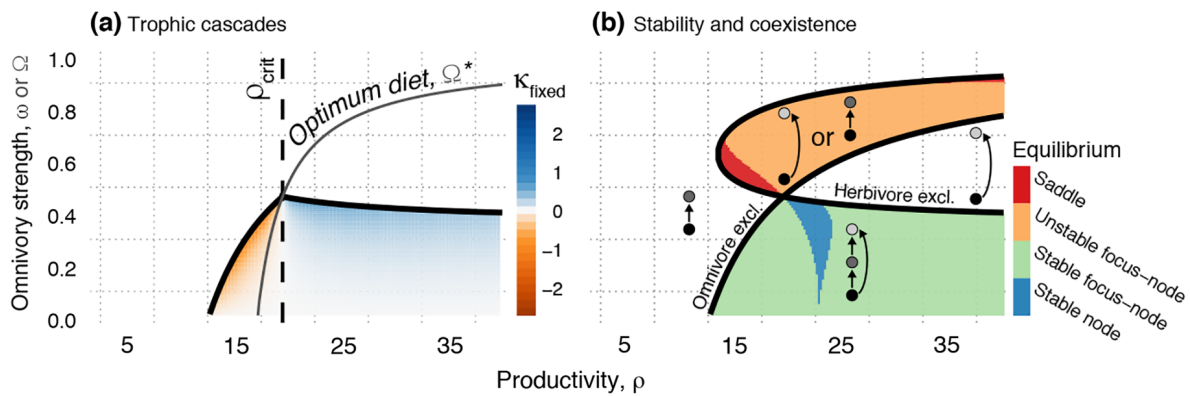 (a) Trophic cascades
(b) Stability and coexistence
Omnivory strength, ω or Ω
1.0
0.8
0.6
0.4
0.2
0.0
5
15
25
35
ρcrit
Optimum diet, Ω*
κfixed
2
1
0
−1
−2
or
Herbivore excl.
Omnivore excl.
5
15
25
35
Equilibrium
Saddle
Unstable focus−node
Stable focus−node
Stable node
Productivity, ρ